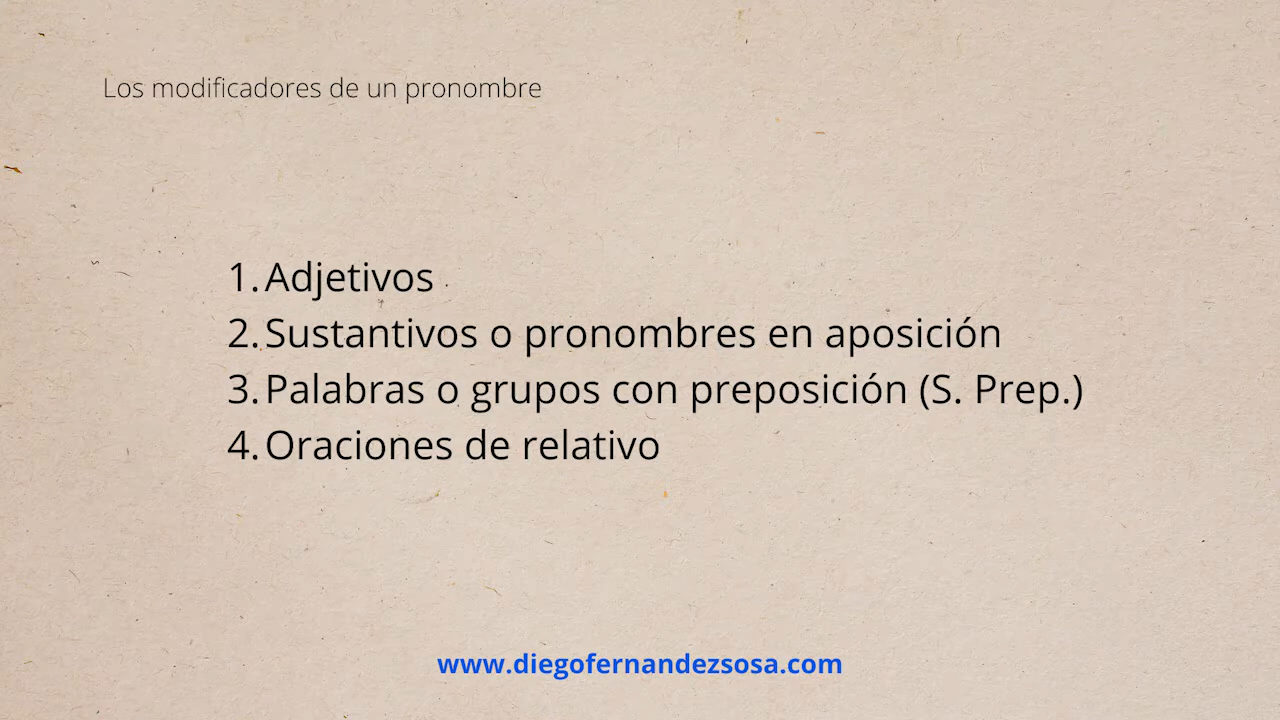 Los modificadores de un pronombre
1. Adjetivos
2. Sustantivos o pronombres en aposición
3. Palabras o grupos con preposición (S. Prep.)
4. Oraciones de relativo
www.diegofernandezsosa.com